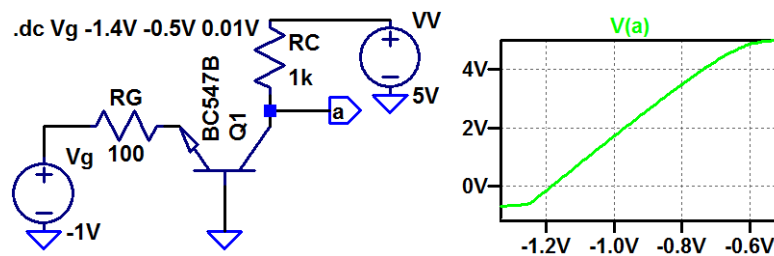 .dc Vg -1.4V -0.5V 0.01V
RC
1k
VV
5V
BC547B
Q1
a
RG
100
Vg
-1V
V(a)
4V
2V
0V
-1.2V -1.0V -0.8V -0.6V